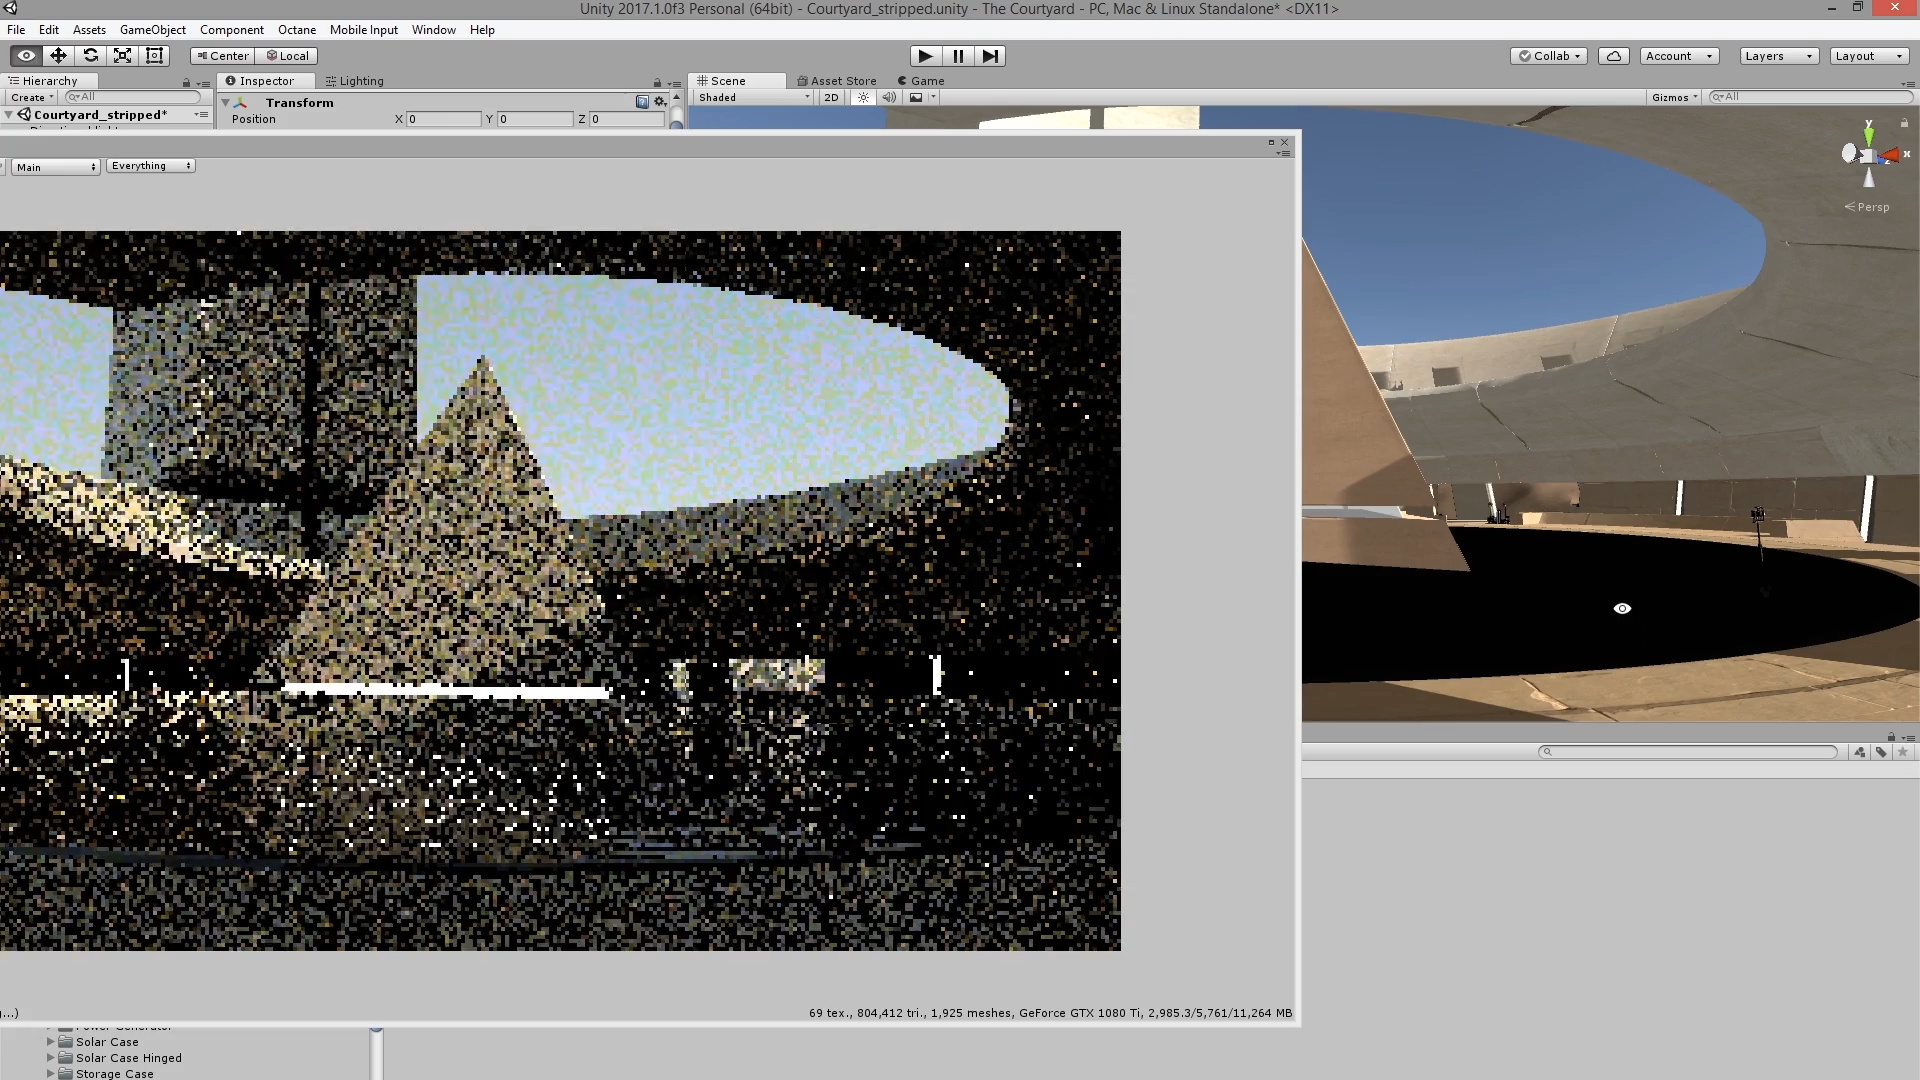 Unity 2017.1.0f3 Personal (64bit) - Courtyard_stripped.unity - The Courtyard - PC, Mac & Linux Standalone* <DX11>
File Edit Assets GameObject Component Octane Mobile Input Window Help
Center Local Collab Account Layers Layout
Hierarchy Inspector Lighting Scene Asset Store Game
Create All Transform Shaded 2D Gizmos All
Courtyard_stripped* Position X 0 Y 0 Z 0
Main Everything
y
x
Persp
69 tex., 804,412 tri., 1,925 meshes, GeForce GTX 1080 Ti, 2,985.3/5,761/11,264 MB
Power Generator
Solar Case
Solar Case Hinged
Storage Case